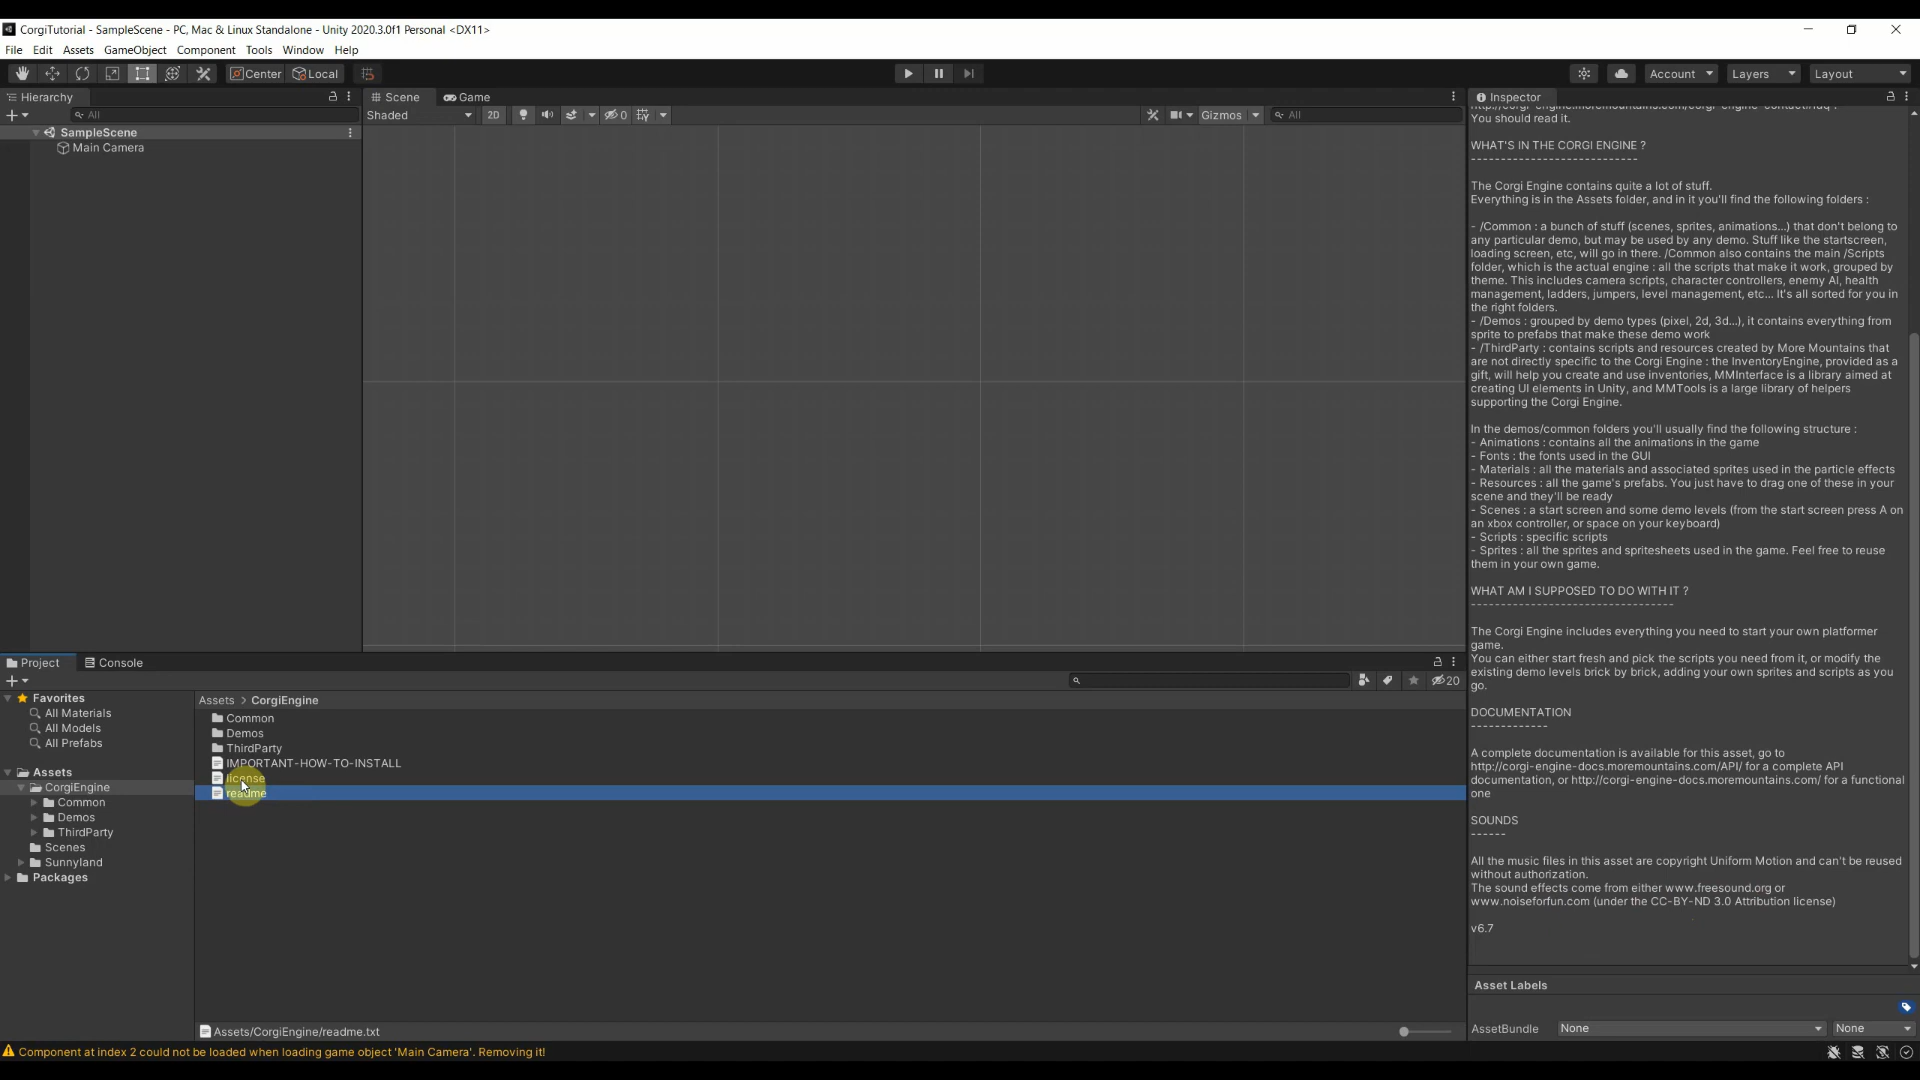 CorgiTutorial - SampleScene - PC, Mac & Linux Standalone - Unity 2020.3.0f1 Personal <DX11>
File Edit Assets GameObject Component Tools Window Help
Center Local Account Layers Layout
Hierarchy
All
SampleScene
Main Camera
Scene Game
Shaded 2D 0 Gizmos All
Inspector
You should read it.
WHAT'S IN THE CORGI ENGINE ?
----------------------------
The Corgi Engine contains quite a lot of stuff.
Everything is in the Assets folder, and in it you'll find the following folders :
- /Common : a bunch of stuff (scenes, sprites, animations...) that don't belong to
any particular demo, but may be used by any demo. Stuff like the startscreen,
loading screen, etc, will go in there. /Common also contains the main /Scripts
folder, which is the actual engine : all the scripts that make it work, grouped by
theme. This includes camera scripts, character controllers, enemy AI, health
management, ladders, jumpers, level management, etc... It's all sorted for you in
the right folders.
- /Demos : grouped by demo types (pixel, 2d, 3d...), it contains everything from
sprite to prefabs that make these demo work
- /ThirdParty : contains scripts and resources created by More Mountains that
are not directly specific to the Corgi Engine : the InventoryEngine, provided as a
gift, will help you create and use inventories, MMInterface is a library aimed at
creating UI elements in Unity, and MMTools is a large library of helpers
supporting the Corgi Engine.
In the demos/common folders you'll usually find the following structure :
- Animations : contains all the animations in the game
- Fonts : the fonts used in the GUI
- Materials : all the materials and associated sprites used in the particle effects
- Resources : all the game's prefabs. You just have to drag one of these in your
scene and they'll be ready
- Scenes : a start screen and some demo levels (from the start screen press A on
an xbox controller, or space on your keyboard)
- Scripts : specific scripts
- Sprites : all the sprites and spritesheets used in the game. Feel free to reuse
them in your own game.
WHAT AM I SUPPOSED TO DO WITH IT ?
----------------------------------
The Corgi Engine includes everything you need to start your own platformer
game.
You can either start fresh and pick the scripts you need from it, or modify the
existing demo levels brick by brick, adding your own sprites and scripts as you
go.
DOCUMENTATION
-------------
A complete documentation is available for this asset, go to
http://corgi-engine-docs.moremountains.com/API/ for a complete API
documentation, or http://corgi-engine-docs.moremountains.com/ for a functional
one
SOUNDS
------
All the music files in this asset are copyright Uniform Motion and can't be reused
without authorization.
The sound effects come from either www.freesound.org or
www.noiseforfun.com (under the CC-BY-ND 3.0 Attribution license)
v6.7
Asset Labels
AssetBundle None None
Project Console
20
Favorites
All Materials
All Models
All Prefabs
Assets
CorgiEngine
Common
Demos
ThirdParty
Scenes
Sunnyland
Packages
Assets > CorgiEngine
Common
Demos
ThirdParty
IMPORTANT-HOW-TO-INSTALL
license
readme
Assets/CorgiEngine/readme.txt
Component at index 2 could not be loaded when loading game object 'Main Camera'. Removing it!